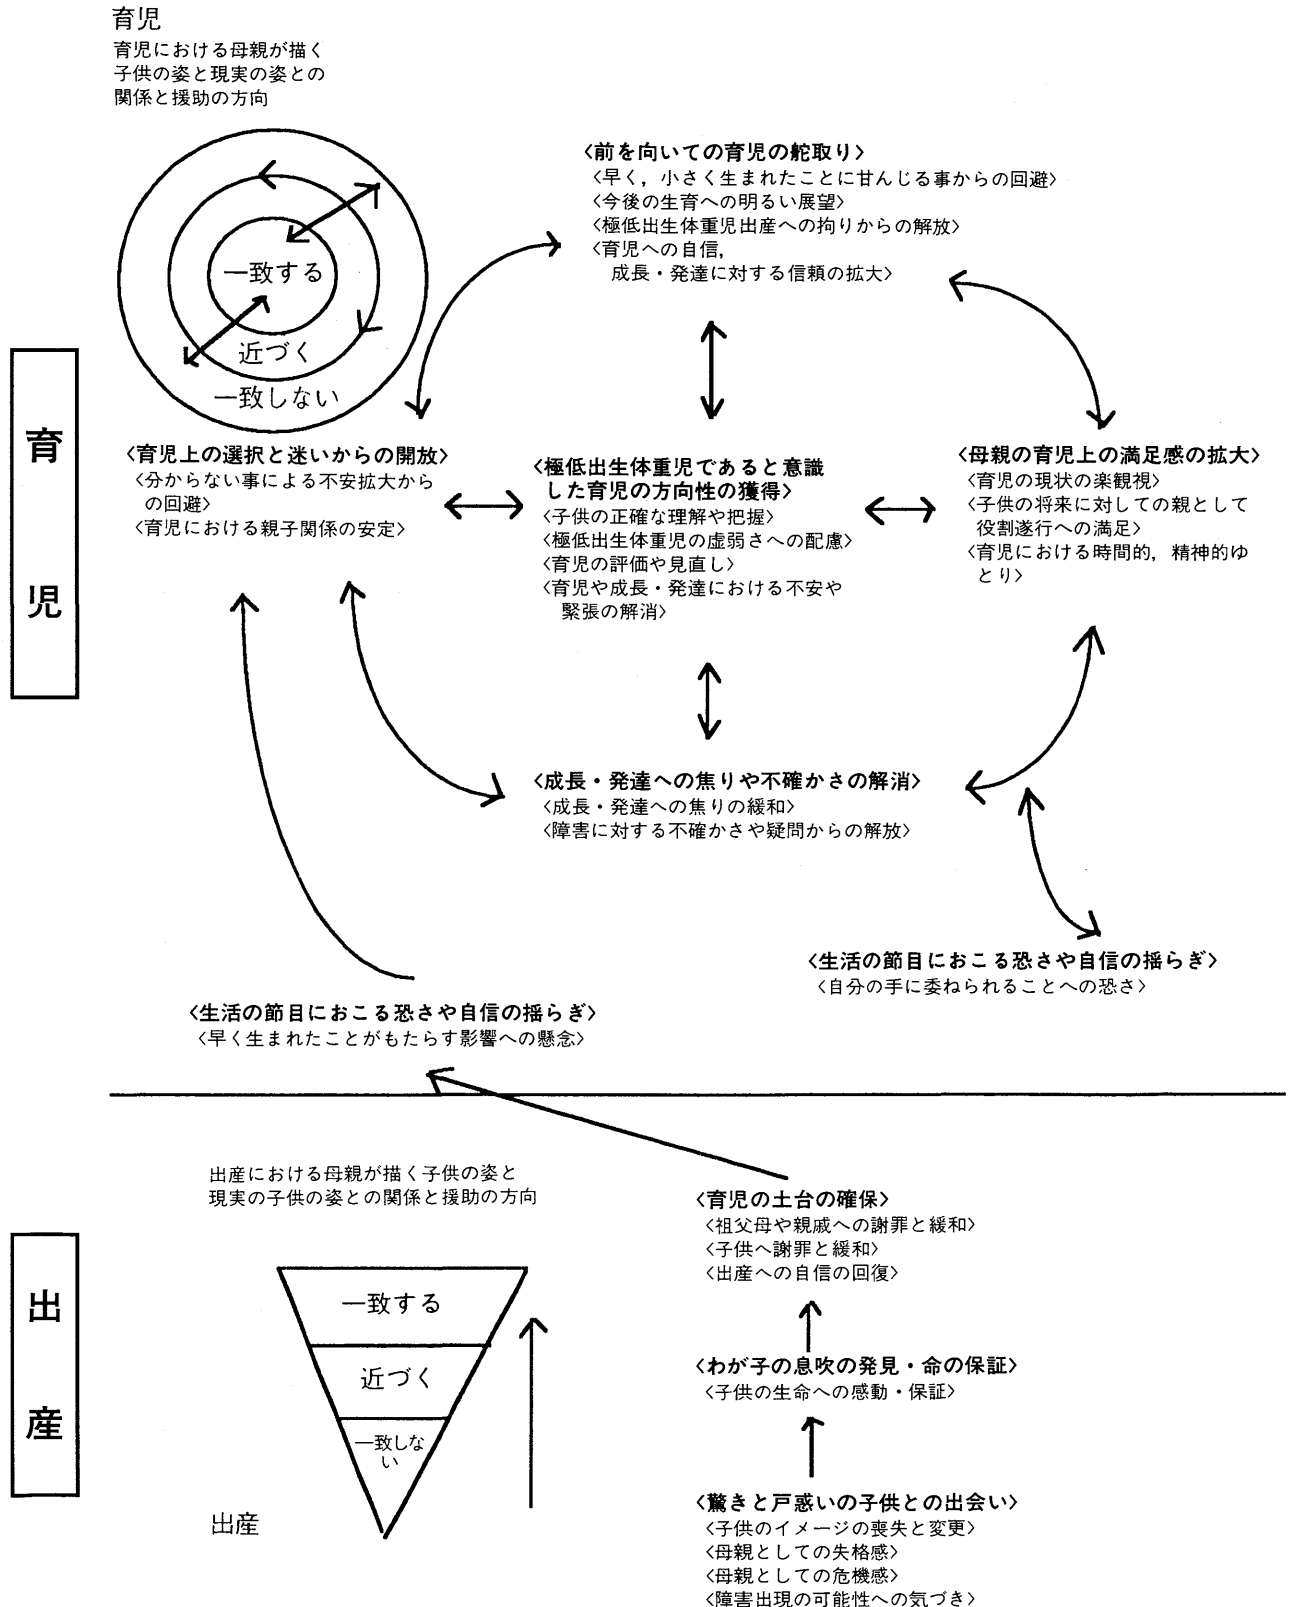 育児
育児における母親が描く
子供の姿と現実の姿との
関係と援助の方向
一致する
近づく
一致しない
〈前を向いての育児の舵取り〉
〈早く，小さく生まれたことに甘んじる事からの回避〉
〈今後の生育への明るい展望〉
〈極低出生体重児出産への拘りからの解放〉
〈育児への自信，
成長・発達に対する信頼の拡大〉
育児
〈育児上の選択と迷いからの開放〉
〈分からない事による不安拡大から
の回避〉
〈育児における親子関係の安定〉
〈極低出生体重児であると意識
した育児の方向性の獲得〉
〈子供の正確な理解や把握〉
〈極低出生体重児の虚弱さへの配慮〉
〈育児の評価や見直し〉
〈育児や成長・発達における不安や
緊張の解消〉
〈母親の育児上の満足感の拡大〉
〈育児の現状の楽観視〉
〈子供の将来に対しての親として
役割遂行への満足〉
〈育児における時間的，精神的ゆ
とり〉
〈成長・発達への焦りや不確かさの解消〉
〈成長・発達への焦りの緩和〉
〈障害に対する不確かさや疑問からの解放〉
〈生活の節目におこる恐さや自信の揺らぎ〉
〈自分の手に委ねられることへの恐さ〉
〈生活の節目におこる恐さや自信の揺らぎ〉
〈早く生まれたことがもたらす影響への懸念〉
出産における母親が描く子供の姿と
現実の子供の姿との関係と援助の方向
出産
一致する
近づく
一致しな
い
出産
〈育児の土台の確保〉
〈祖父母や親戚への謝罪と緩和〉
〈子供へ謝罪と緩和〉
〈出産への自信の回復〉
〈わが子の息吹の発見・命の保証〉
〈子供の生命への感動・保証〉
〈驚きと戸惑いの子供との出会い〉
〈子供のイメージの喪失と変更〉
〈母親としての失格感〉
〈母親としての危機感〉
〈障害出現の可能性への気づき〉